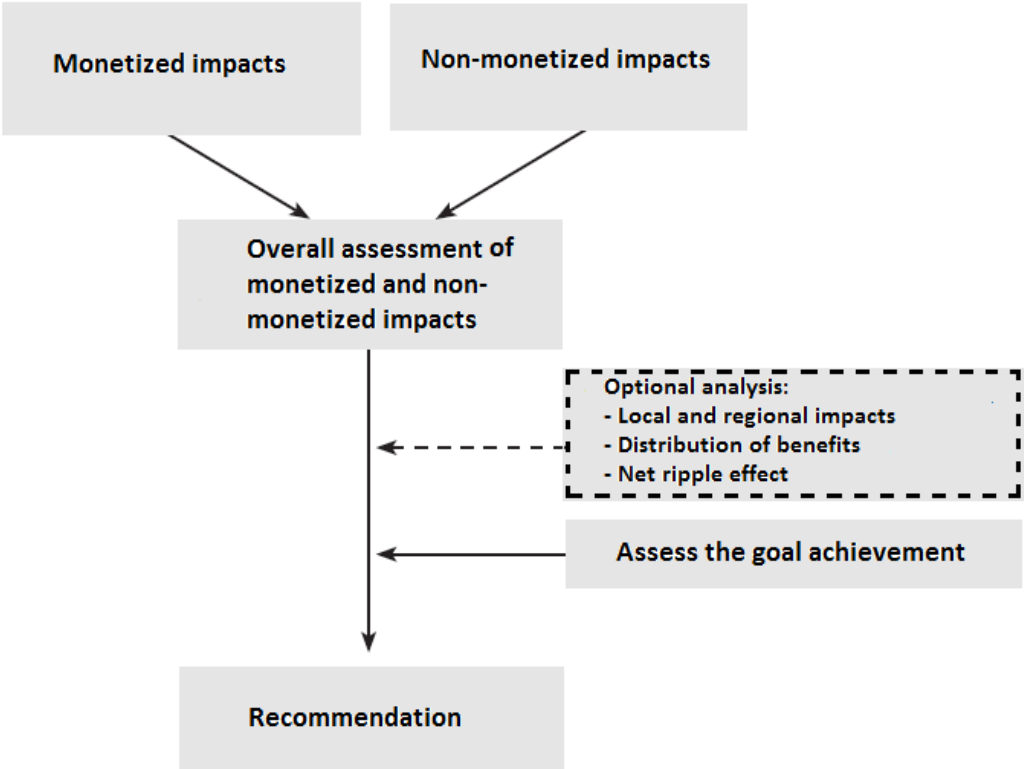 Monetized impacts
Non-monetized impacts
Overall assessment of
monetized and non-
monetized impacts
Optional analysis:
- Local and regional impacts
- Distribution of benefits
- Net ripple effect
Assess the goal achievement
Recommendation